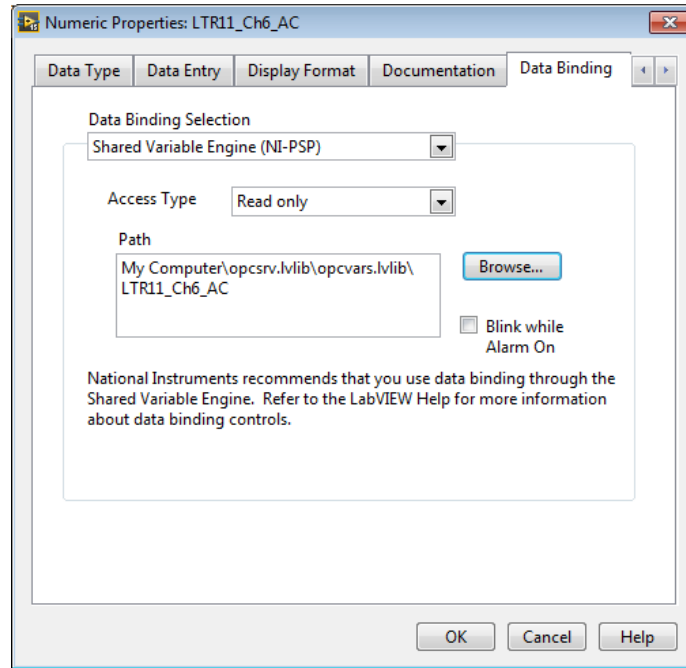 Numeric Properties: LTR11_Ch6_AC
Data Type Data Entry Display Format Documentation Data Binding
Data Binding Selection
Shared Variable Engine (NI-PSP)
Access Type Read only
Path
My Computer\opcsrv.lvlib\opcvars.lvlib\
LTR11_Ch6_AC
Browse...
Blink while
Alarm On
National Instruments recommends that you use data binding through the
Shared Variable Engine. Refer to the LabVIEW Help for more information
about data binding controls.
OK Cancel Help